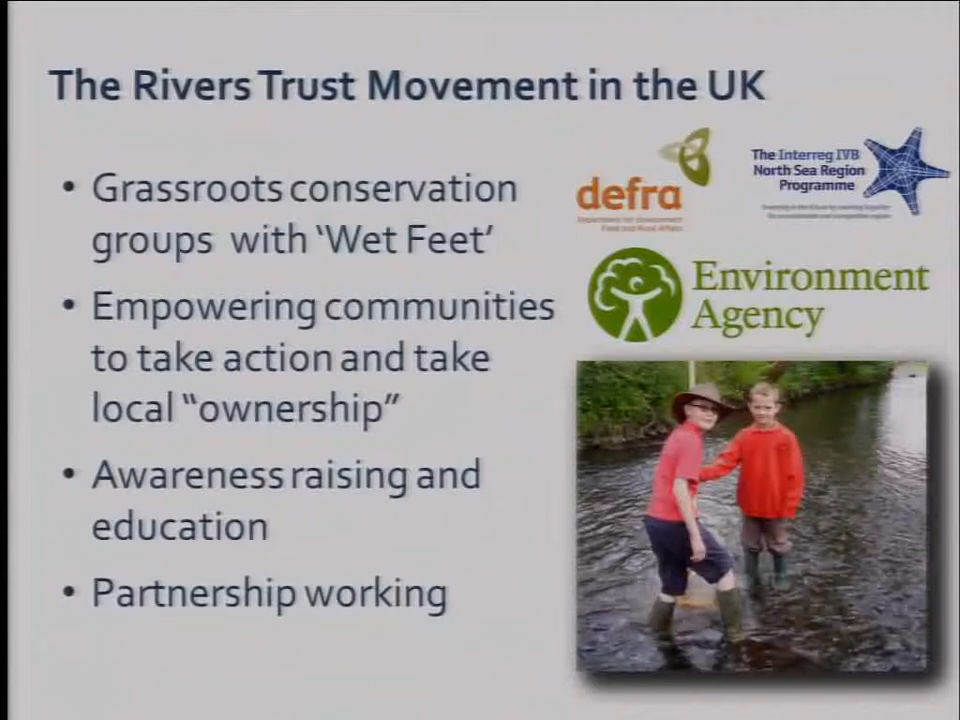 The Rivers Trust Movement in the UK
• Grassroots conservation
groups with ‘Wet Feet’
• Empowering communities
to take action and take
local “ownership”
• Awareness raising and
education
• Partnership working
defra
Department for Environment
Food and Rural Affairs
The Interreg IVB
North Sea Region
Programme
Environment
Agency